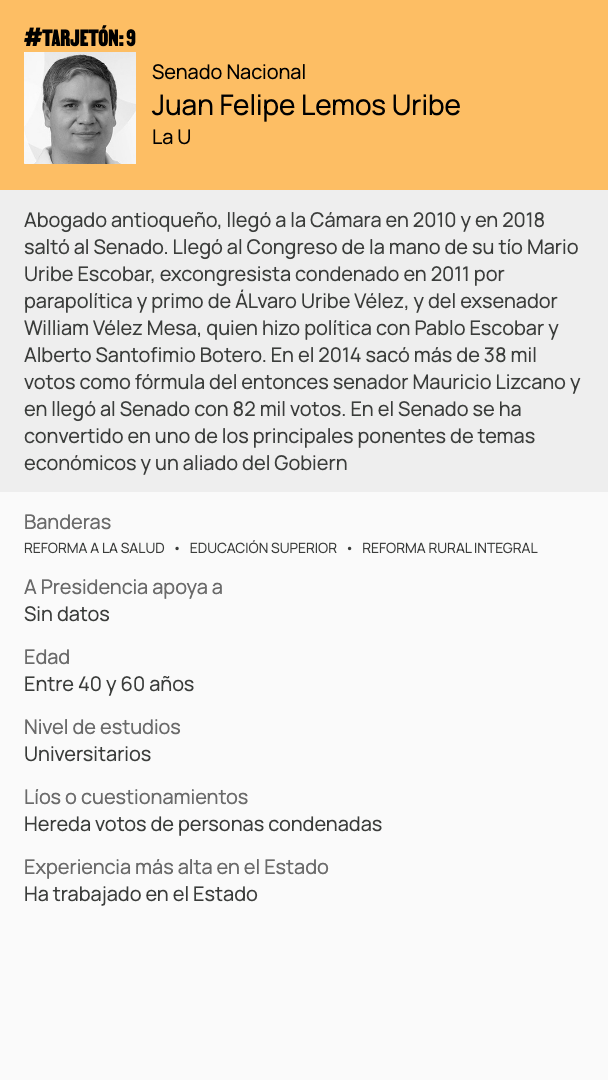 #TARJETÓN: 9
Senado Nacional
Juan Felipe Lemos Uribe
La U
Abogado antioqueño, llegó a la Cámara en 2010 y en 2018
saltó al Senado. Llegó al Congreso de la mano de su tío Mario
Uribe Escobar, excongresista condenado en 2011 por
parapolítica y primo de ÁLvaro Uribe Vélez, y del exsenador
William Vélez Mesa, quien hizo política con Pablo Escobar y
Alberto Santofimio Botero. En el 2014 sacó más de 38 mil
votos como fórmula del entonces senador Mauricio Lizcano y
en llegó al Senado con 82 mil votos. En el Senado se ha
convertido en uno de los principales ponentes de temas
económicos y un aliado del Gobiern
Banderas
REFORMA A LA SALUD • EDUCACIÓN SUPERIOR • REFORMA RURAL INTEGRAL
A Presidencia apoya a
Sin datos
Edad
Entre 40 y 60 años
Nivel de estudios
Universitarios
Líos o cuestionamientos
Hereda votos de personas condenadas
Experiencia más alta en el Estado
Ha trabajado en el Estado